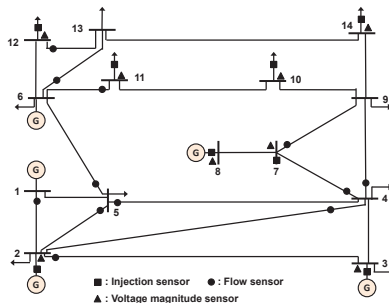 13
14
12
11
10
6
9
G
G
8
7
G
1
5
4
2
3
G
G
■ : Injection sensor ● : Flow sensor
▲ : Voltage magnitude sensor